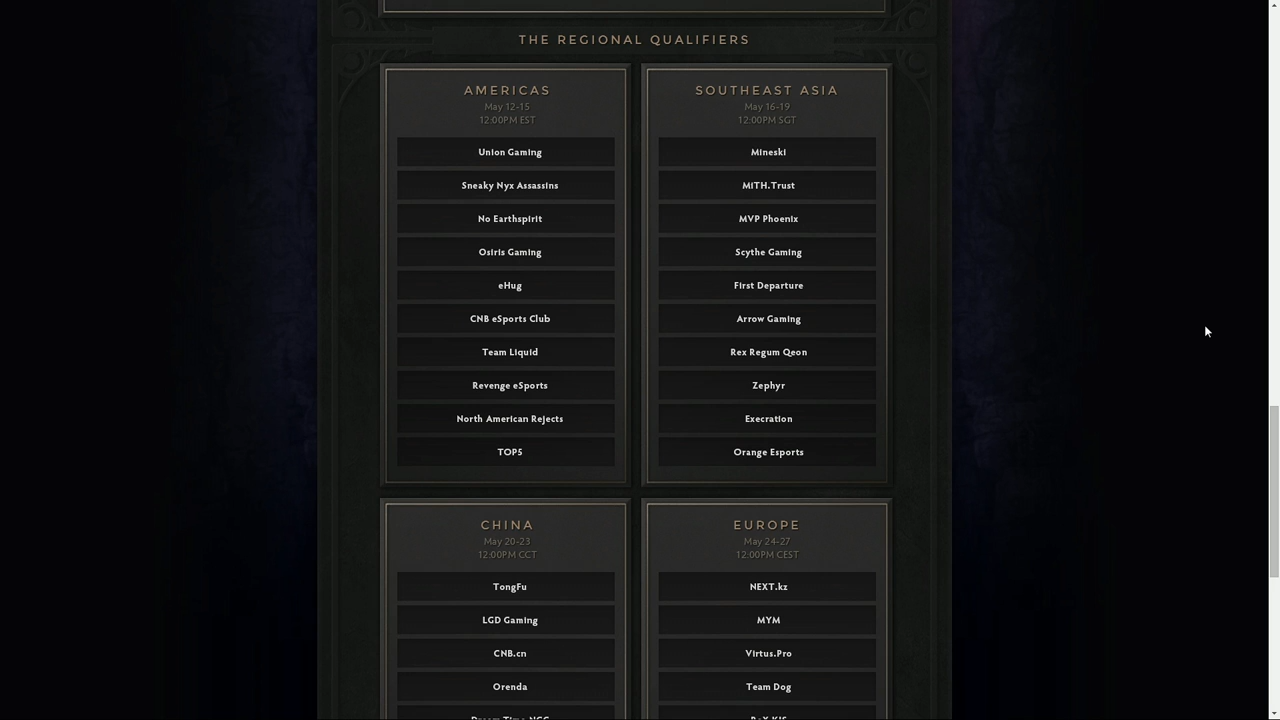 THE REGIONAL QUALIFIERS
AMERICAS
May 12-15
12:00PM EST
Union Gaming
Sneaky Nyx Assassins
No Earthspirit
Osiris Gaming
eHug
CNB eSports Club
Team Liquid
Revenge eSports
North American Rejects
TOP5
SOUTHEAST ASIA
May 16-19
12:00PM SGT
Mineski
MiTH.Trust
MVP Phoenix
Scythe Gaming
First Departure
Arrow Gaming
Rex Regum Qeon
Zephyr
Execration
Orange Esports
CHINA
May 20-23
12:00PM CCT
TongFu
LGD Gaming
CNB.cn
Orenda
EUROPE
May 24-27
12:00PM CEST
NEXT.kz
MYM
Virtus.Pro
Team Dog